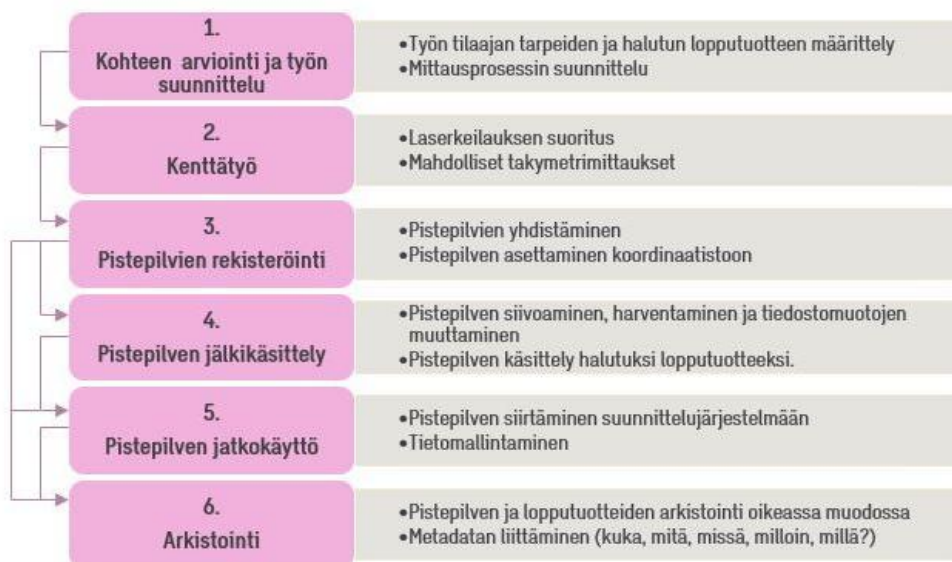 1.
Kohteen arviointi ja työn
suunnittelu
•Työn tilaajan tarpeiden ja halutun lopputuotteen määrittely
•Mittausprosessin suunnittelu
2.
Kenttätyö
•Laserkeilauksen suoritus
•Mahdolliset takymetrimittaukset
3.
Pistepilvien rekisteröinti
•Pistepilvien yhdistäminen
•Pistepilven asettaminen koordinaatistoon
4.
Pistepilven jälkikäsittely
•Pistepilven siivoaminen, harventaminen ja tiedostomuotojen
muuttaminen
•Pistepilven käsittely halutuksi lopputuotteeksi.
5.
Pistepilven jatkokäyttö
•Pistepilven siirtäminen suunnittelujärjestelmään
•Tietomallintaminen
6.
Arkistointi
•Pistepilven ja lopputuotteiden arkistointi oikeassa muodossa
•Metadatan liittäminen (kuka, mitä, missä, milloin, millä?)